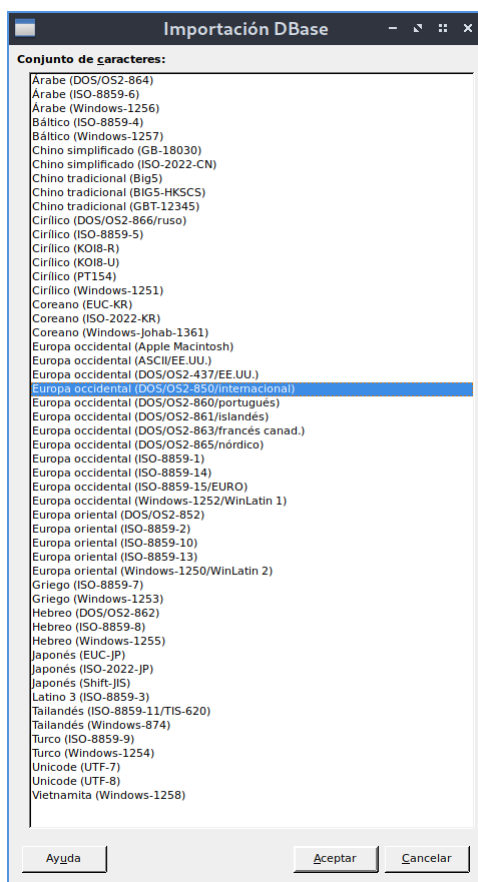 Importación DBase
Conjunto de caracteres:
Árabe (DOS/OS2-864)
Árabe (ISO-8859-6)
Árabe (Windows-1256)
Báltico (ISO-8859-4)
Báltico (Windows-1257)
Chino simplificado (GB-18030)
Chino simplificado (ISO-2022-CN)
Chino tradicional (Big5)
Chino tradicional (BIG5-HKSCS)
Chino tradicional (GBT-12345)
Cirílico (DOS/OS2-866/ruso)
Cirílico (ISO-8859-5)
Cirílico (KOI8-R)
Cirílico (KOI8-U)
Cirílico (PT154)
Cirílico (Windows-1251)
Coreano (EUC-KR)
Coreano (ISO-2022-KR)
Coreano (Windows-Johab-1361)
Europa occidental (Apple Macintosh)
Europa occidental (ASCII/EE.UU.)
Europa occidental (DOS/OS2-437/EE.UU.)
Europa occidental (DOS/OS2-850/internacional)
Europa occidental (DOS/OS2-860/portugués)
Europa occidental (DOS/OS2-861/islandés)
Europa occidental (DOS/OS2-863/francés canad.)
Europa occidental (DOS/OS2-865/nórdico)
Europa occidental (ISO-8859-1)
Europa occidental (ISO-8859-14)
Europa occidental (ISO-8859-15/EURO)
Europa occidental (Windows-1252/WinLatin 1)
Europa oriental (DOS/OS2-852)
Europa oriental (ISO-8859-2)
Europa oriental (ISO-8859-10)
Europa oriental (ISO-8859-13)
Europa oriental (Windows-1250/WinLatin 2)
Griego (ISO-8859-7)
Griego (Windows-1253)
Hebreo (DOS/OS2-862)
Hebreo (ISO-8859-8)
Hebreo (Windows-1255)
Japonés (EUC-JP)
Japonés (ISO-2022-JP)
Japonés (Shift-JIS)
Latino 3 (ISO-8859-3)
Tailandés (ISO-8859-11/TIS-620)
Tailandés (Windows-874)
Turco (ISO-8859-9)
Turco (Windows-1254)
Unicode (UTF-7)
Unicode (UTF-8)
Vietnamita (Windows-1258)
Ayuda Aceptar Cancelar